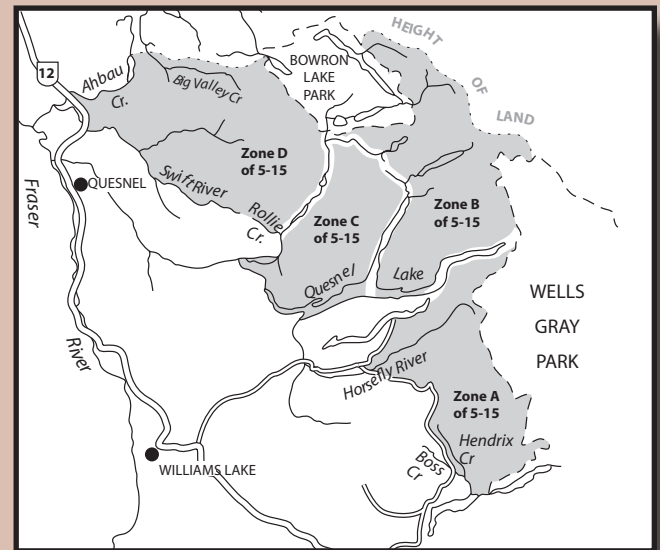 HEIGHT
OF
LAND
BOWRON
LAKE
PARK
12
Ahbau
Cr.
Big Valley Cr
Zone D
of 5-15
QUESNEL
Swift River
Rollie
Cr.
Zone C
of 5-15
Zone B
of 5-15
Fraser
River
Quesnel
Lake
WELLS
GRAY
PARK
Horsefly River
Zone A
of 5-15
Hendrix
Cr
Boss
Cr
WILLIAMS LAKE